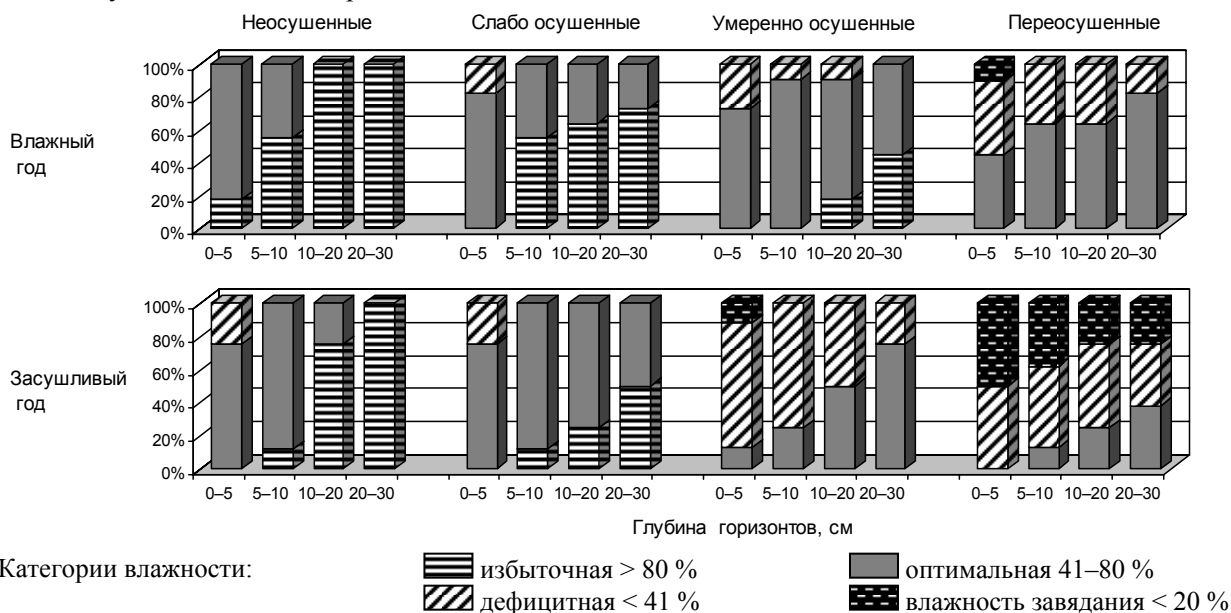 Неосушенные Слабо осушенные Умеренно осушенные Переосушенные
100%
80%
60%
40%
20%
0%
Влажный
год
0–5 5–10 10–20 20–30 0–5 5–10 10–20 20–30 0–5 5–10 10–20 20–30 0–5 5–10 10–20 20–30
100%
80%
60%
40%
20%
0%
Засушливый
год
0–5 5–10 10–20 20–30 0–5 5–10 10–20 20–30 0–5 5–10 10–20 20–30 0–5 5–10 10–20 20–30
Глубина горизонтов, см
Категории влажности: избыточная > 80 % оптимальная 41–80 %
дефицитная < 41 % влажность завядания < 20 %